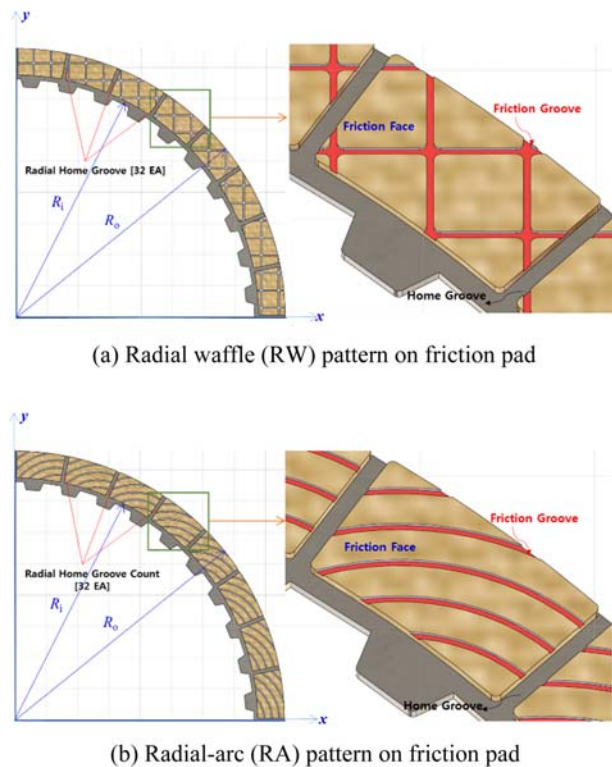 y
Radial Home Groove [32 EA]
Ri
Ro
x
Friction Groove
Friction Face
Home Groove
(a) Radial waffle (RW) pattern on friction pad
y
Radial Home Groove Count
[32 EA]
Ri
Ro
x
Friction Groove
Friction Face
Home Groove
(b) Radial-arc (RA) pattern on friction pad